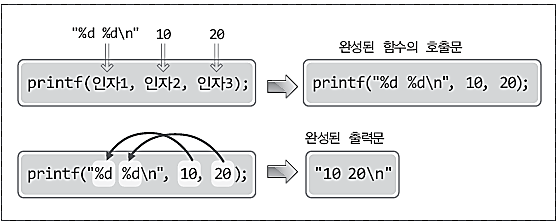 "%d %d\n" 10 20
printf(인자1, 인자2, 인자3);
완성된 함수의 호출문
printf("%d %d\n", 10, 20);
printf("%d %d\n", 10, 20);
완성된 출력문
"10 20\n"